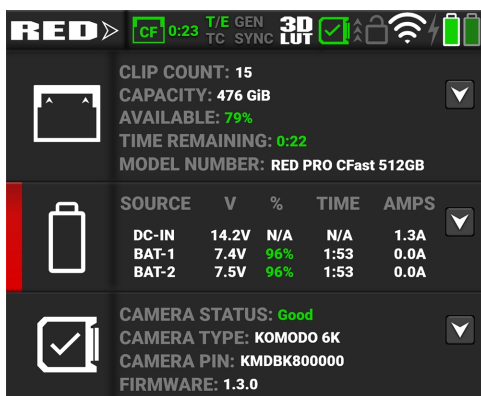 RED
CF 0:23 T/E GEN 3D
TC SYNC LUT
CLIP COUNT: 15
CAPACITY: 476 GiB
AVAILABLE: 79%
TIME REMAINING: 0:22
MODEL NUMBER: RED PRO CFast 512GB
SOURCE V % TIME AMPS
DC-IN 14.2V N/A N/A 1.3A
BAT-1 7.4V 96% 1:53 0.0A
BAT-2 7.5V 96% 1:53 0.0A
CAMERA STATUS: Good
CAMERA TYPE: KOMODO 6K
CAMERA PIN: KMDBK800000
FIRMWARE: 1.3.0